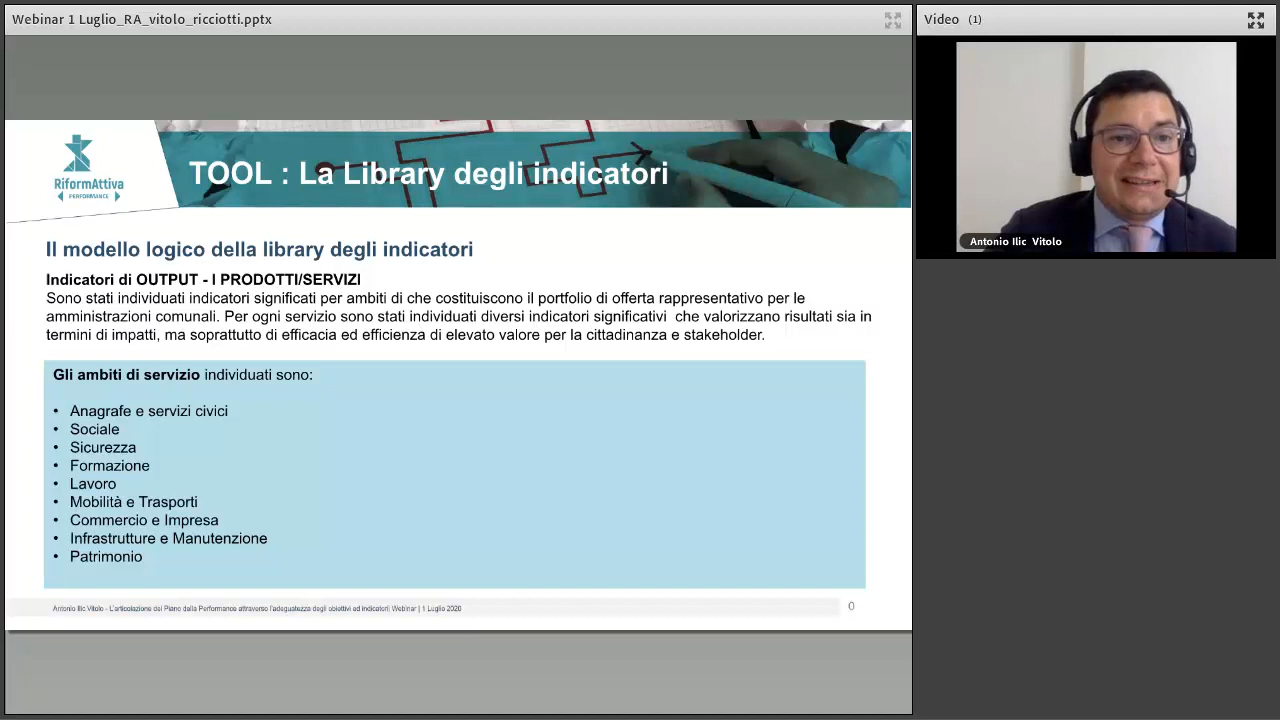 Webinar 1 Luglio_RA_vitolo_ricciotti.pptx
Video (1)
Antonio Ilic Vitolo
RiformAttiva
PERFORMANCE
TOOL : La Library degli indicatori
Il modello logico della library degli indicatori
Indicatori di OUTPUT - I PRODOTTI/SERVIZI
Sono stati individuati indicatori significati per ambiti di che costituiscono il portfolio di offerta rappresentativo per le
amministrazioni comunali. Per ogni servizio sono stati individuati diversi indicatori significativi che valorizzano risultati sia in
termini di impatti, ma soprattutto di efficacia ed efficienza di elevato valore per la cittadinanza e stakeholder.
Gli ambiti di servizio individuati sono:
• Anagrafe e servizi civici
• Sociale
• Sicurezza
• Formazione
• Lavoro
• Mobilità e Trasporti
• Commercio e Impresa
• Infrastrutture e Manutenzione
• Patrimonio
Antonio Ilic Vitolo - L'articolazione del Piano della Performance attraverso l'adeguatezza degli obiettivi ed indicatori| Webinar | 1 Luglio 2020
0